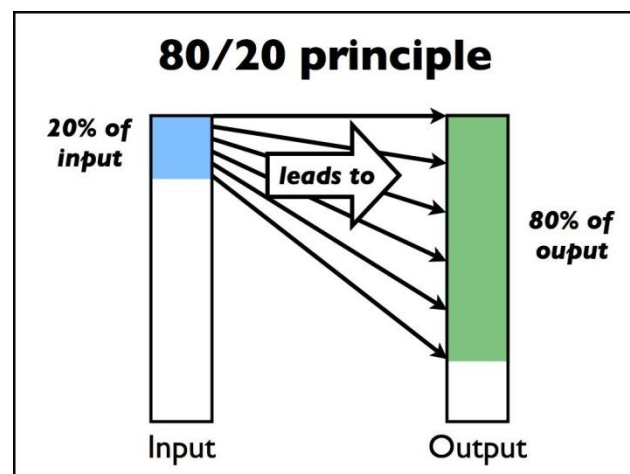 80/20 principle
20% of
input
leads to
80% of
ouput
Input
Output